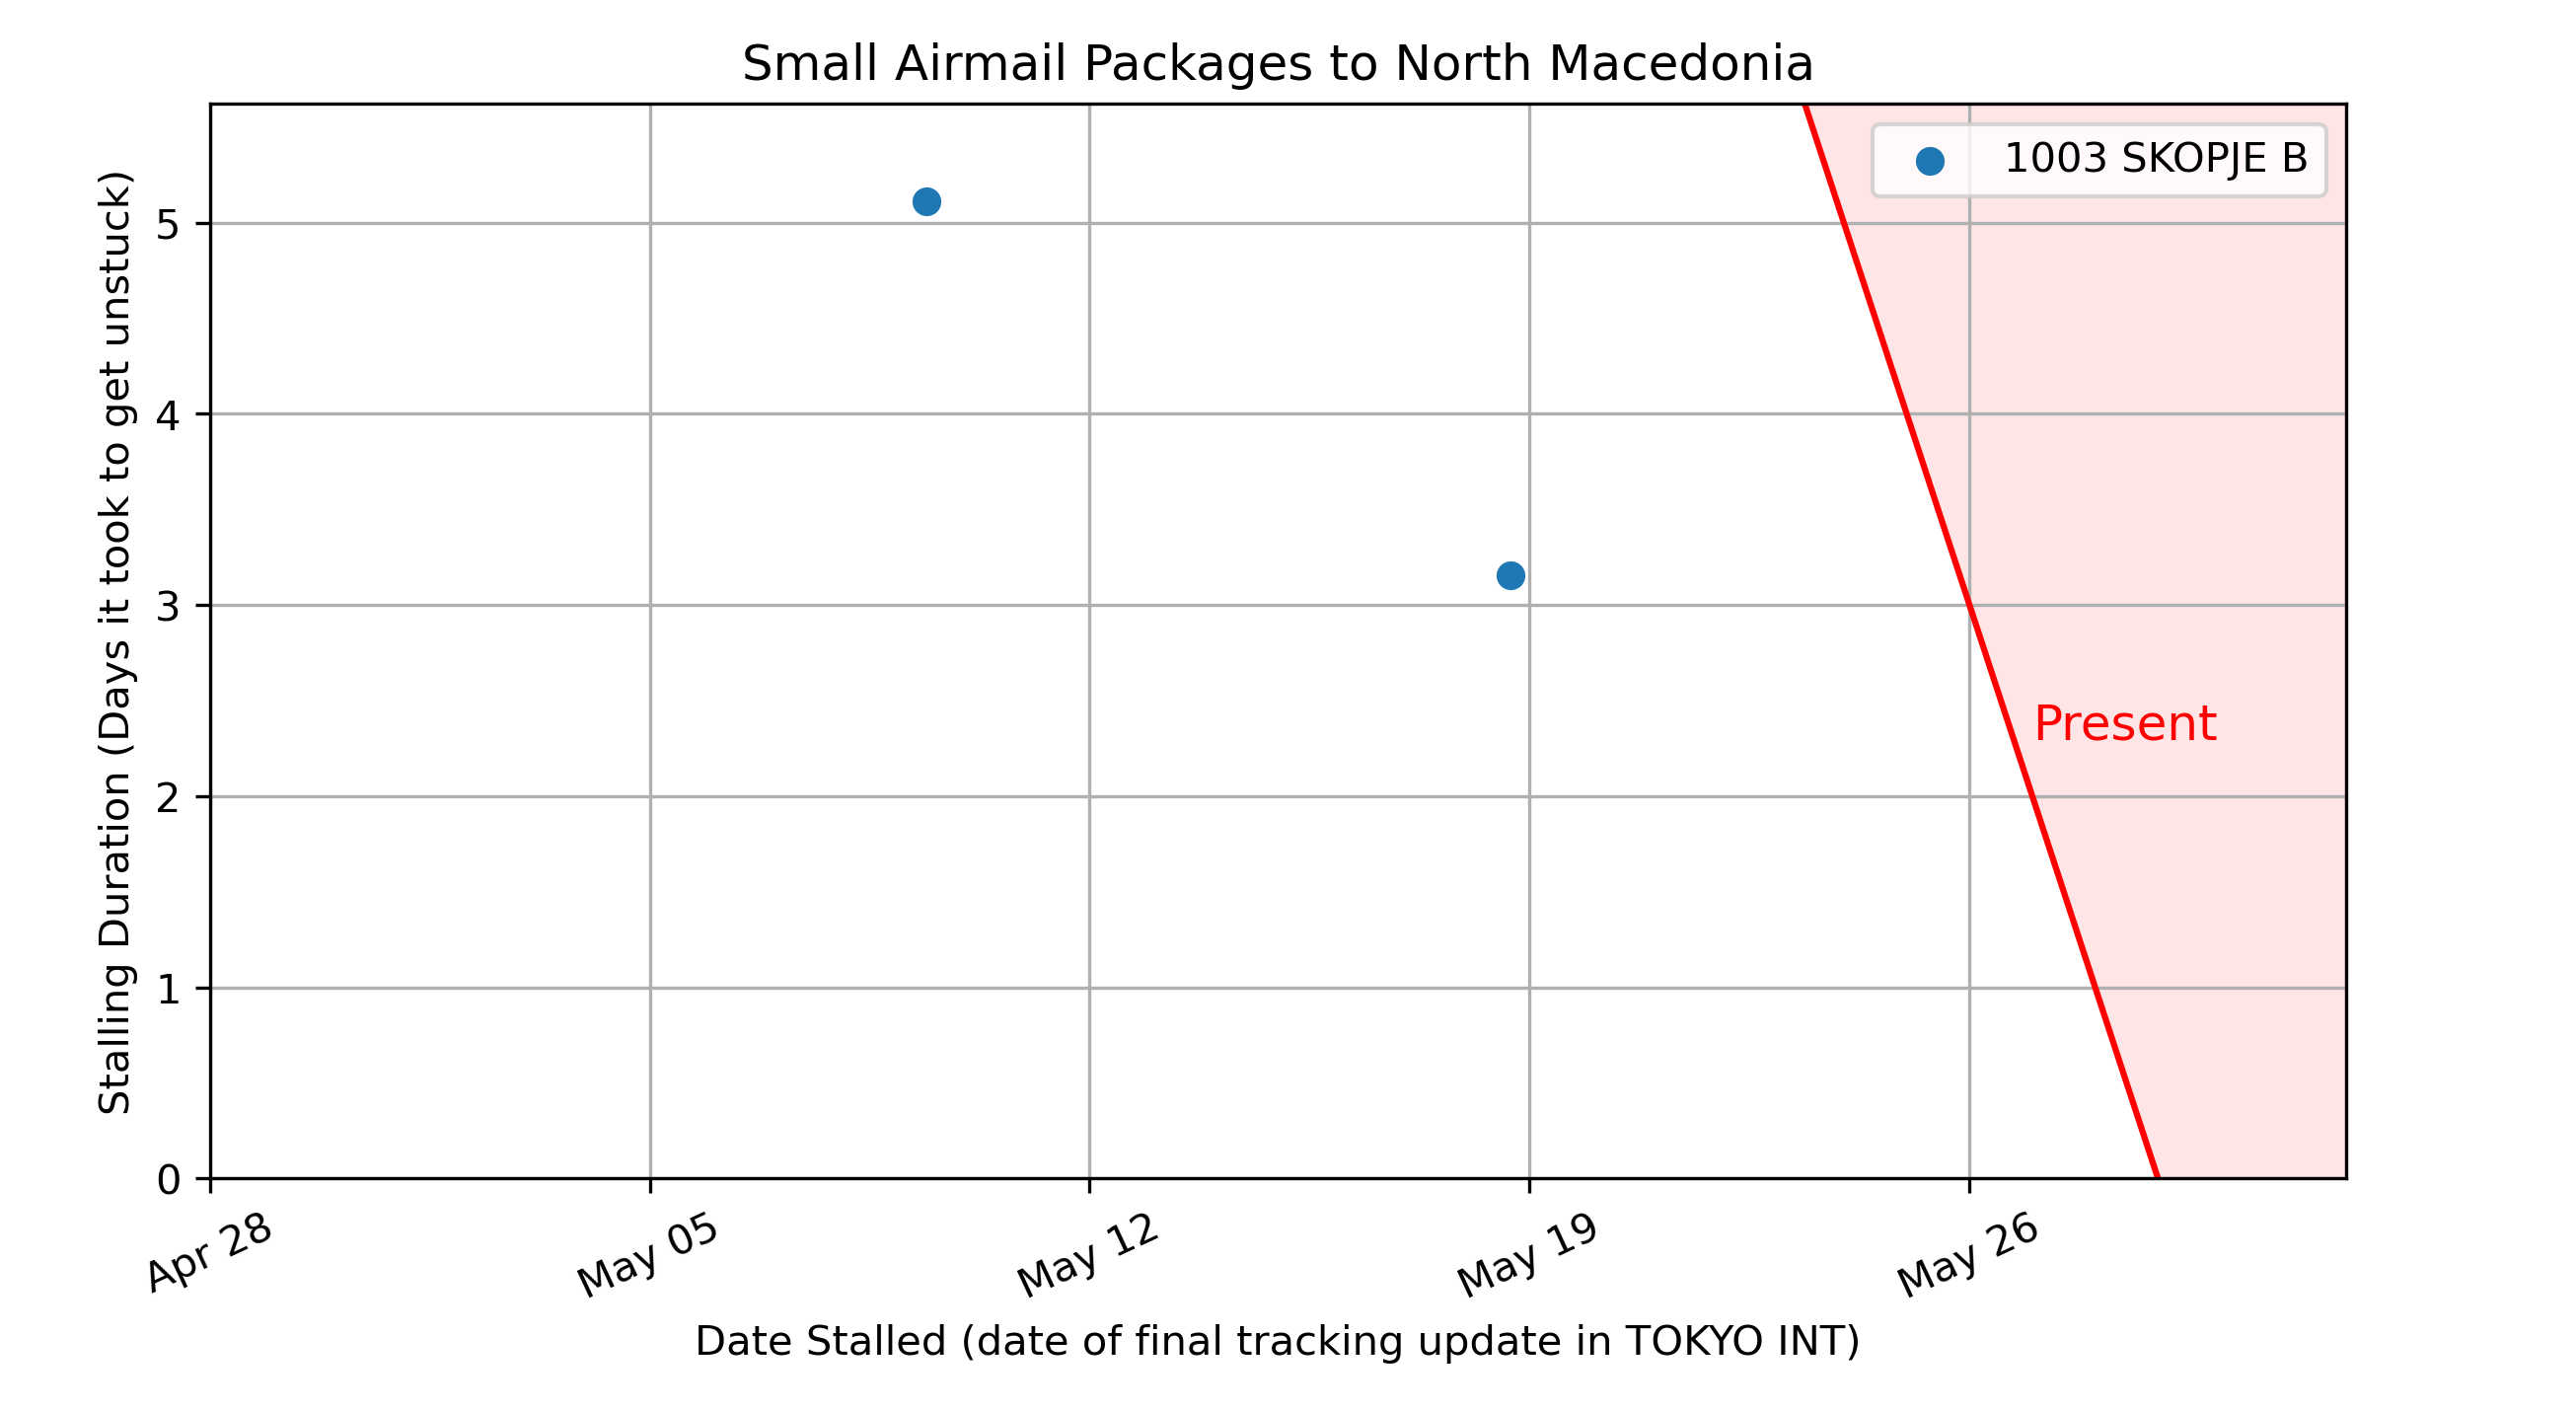 Small Airmail Packages to North Macedonia
1003 SKOPJE B
Stalling Duration (Days it took to get unstuck)
5
4
3
2
1
0
Present
Apr 28
May 05
May 12
May 19
May 26
Date Stalled (date of final tracking update in TOKYO INT)